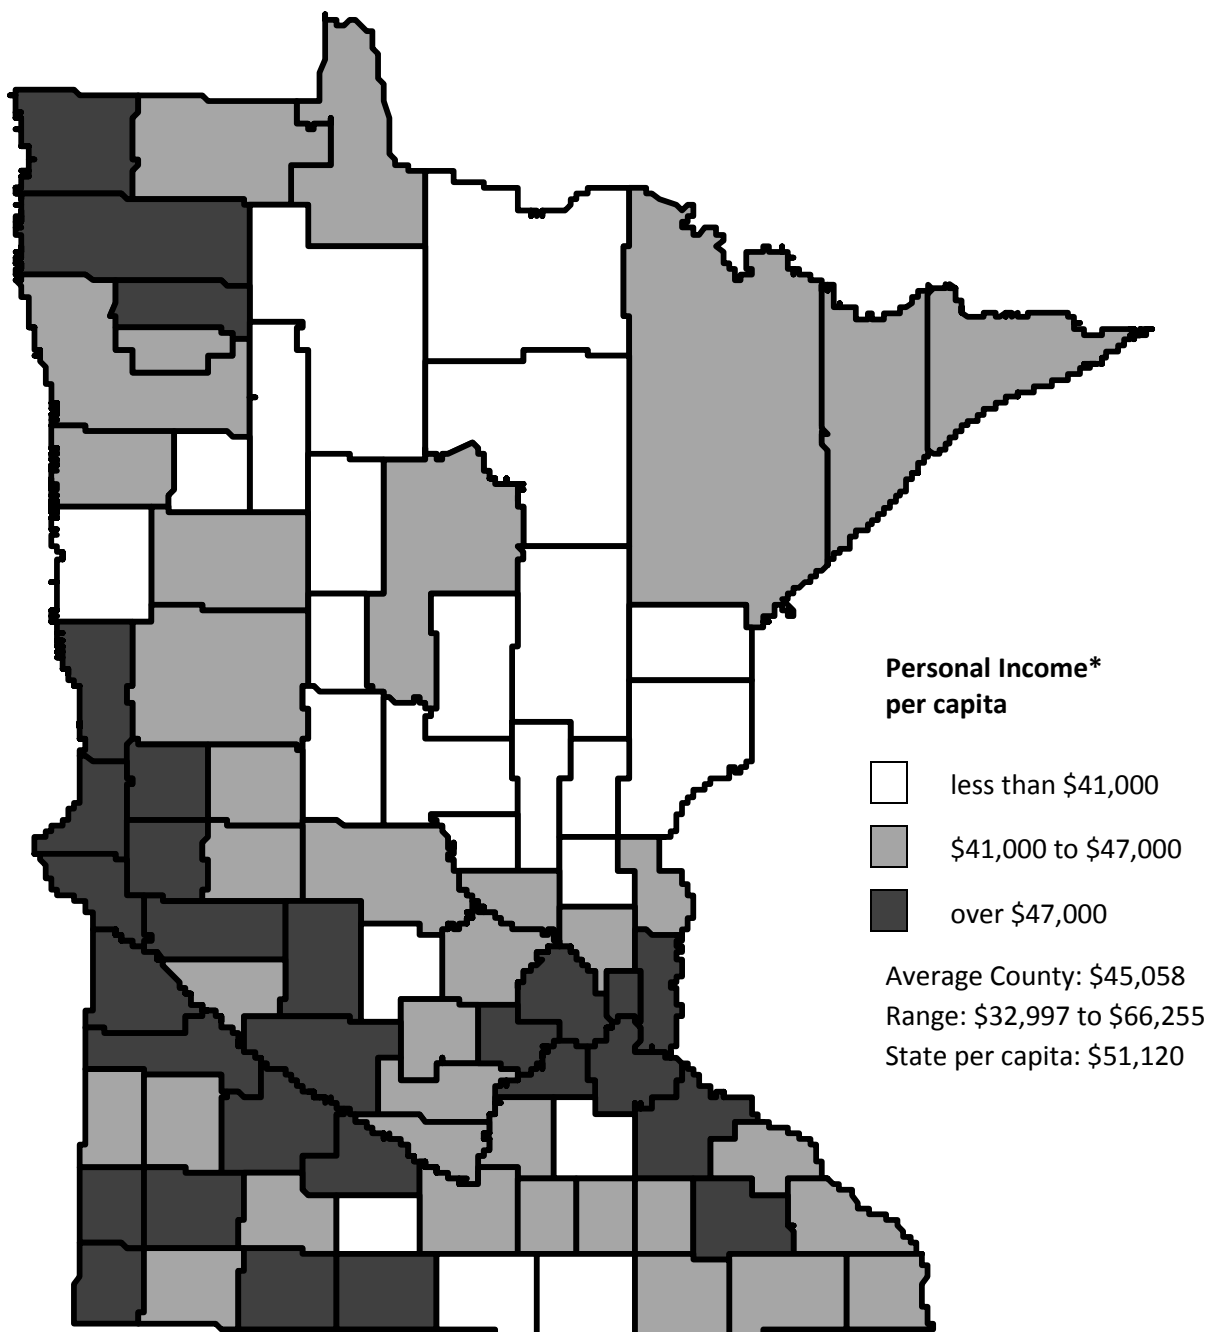 Personal Income*
per capita
less than $41,000
$41,000 to $47,000
over $47,000
Average County: $45,058
Range: $32,997 to $66,255
State per capita: $51,120